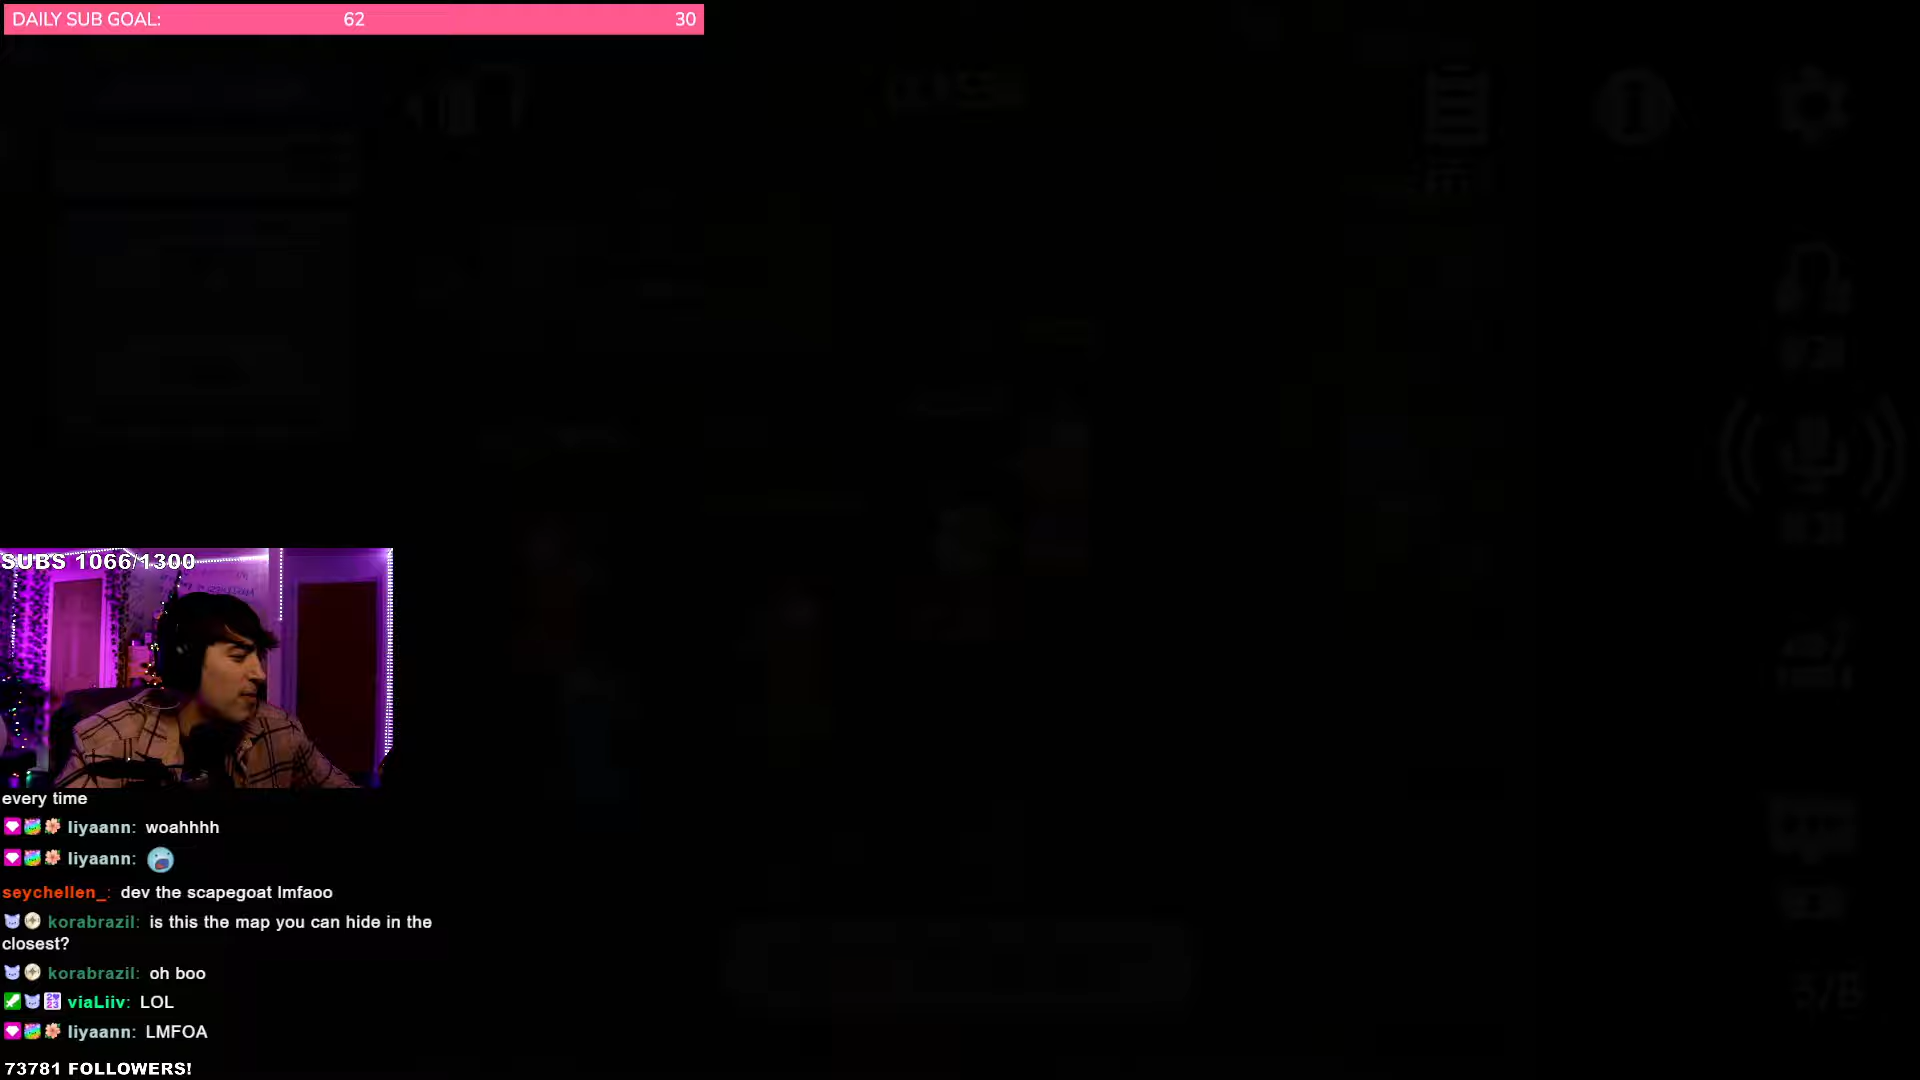 DAILY SUB GOAL: 62 30
SUBS 1066/1300
every time
liyaann: woahhhh
liyaann:
seychellen_: dev the scapegoat lmfaoo
korabrazil: is this the map you can hide in the
closest?
korabrazil: oh boo
viaLiiv: LOL
liyaann: LMFOA
73781 FOLLOWERS!
5/8